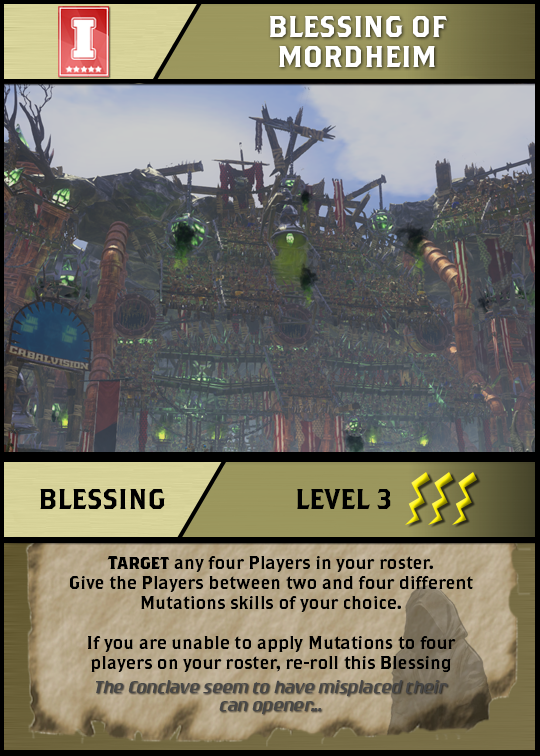 I
BLESSING OF
MORDHEIM
CABALVISION
BLESSING
LEVEL 3
TARGET any four Players in your roster.
Give the Players between two and four different
Mutations skills of your choice.
If you are unable to apply Mutations to four
players on your roster, re-roll this Blessing
The Conclave seem to have misplaced their
can opener...